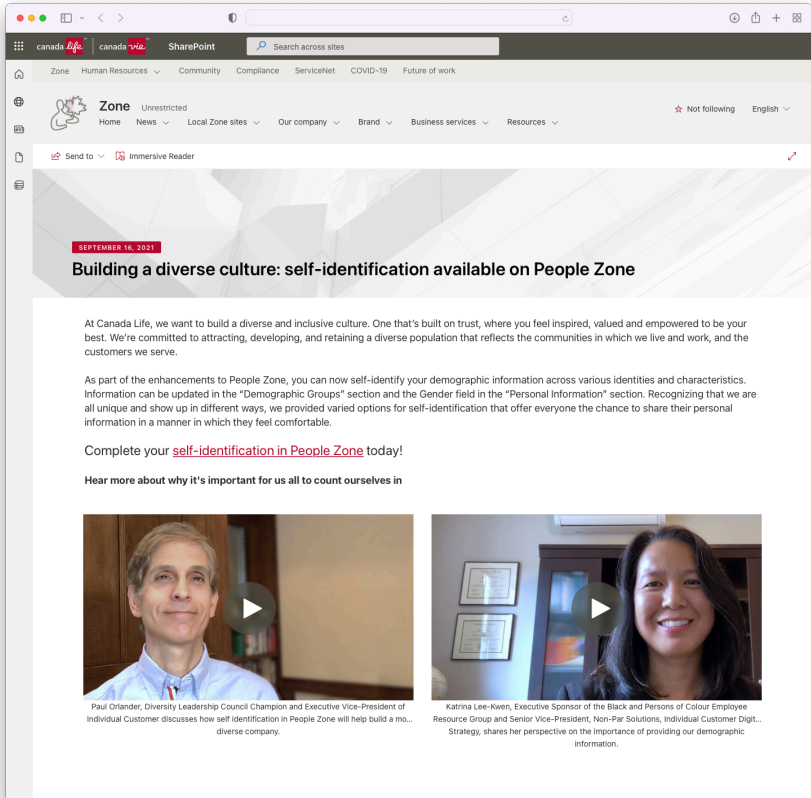 canada life canada vie SharePoint Search across sites
Zone Human Resources Community Compliance ServiceNet COVID-19 Future of work
Zone Unrestricted
Not following English
Home News Local Zone sites Our company Brand Business services Resources
Send to Immersive Reader
SEPTEMBER 16, 2021
Building a diverse culture: self-identification available on People Zone
At Canada Life, we want to build a diverse and inclusive culture. One that's built on trust, where you feel inspired, valued and empowered to be your
best. We're committed to attracting, developing, and retaining a diverse population that reflects the communities in which we live and work, and the
customers we serve.
As part of the enhancements to People Zone, you can now self-identify your demographic information across various identities and characteristics.
Information can be updated in the “Demographic Groups” section and the Gender field in the “Personal Information” section. Recognizing that we are
all unique and show up in different ways, we provided varied options for self-identification that offer everyone the chance to share their personal
information in a manner in which they feel comfortable.
Complete your self-identification in People Zone today!
Hear more about why it's important for us all to count ourselves in
Paul Orlander, Diversity Leadership Council Champion and Executive Vice-President of
Individual Customer discusses how self identification in People Zone will help build a mo...
diverse company.
Katrina Lee-Kwen, Executive Sponsor of the Black and Persons of Colour Employee
Resource Group and Senior Vice-President, Non-Par Solutions, Individual Customer Digit...
Strategy, shares her perspective on the importance of providing our demographic
information.